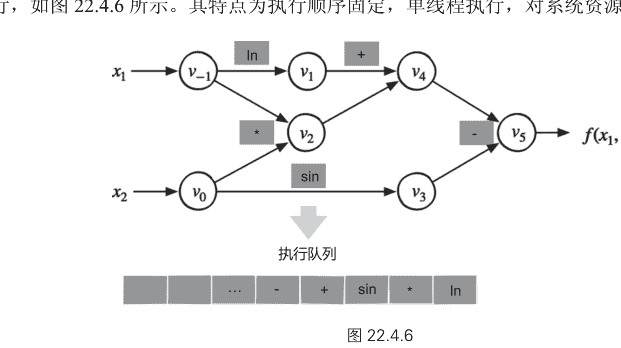 行，如图 22.4.6 所示。其特点为执行顺序固定，单线程执行，对系统资源
ln
+
x₁
v₋₁
v₁
v₄
*
v₂
-
v₅
f(x₁,
sin
x₂
v₀
v₃
执行队列
... - + sin * ln
图 22.4.6